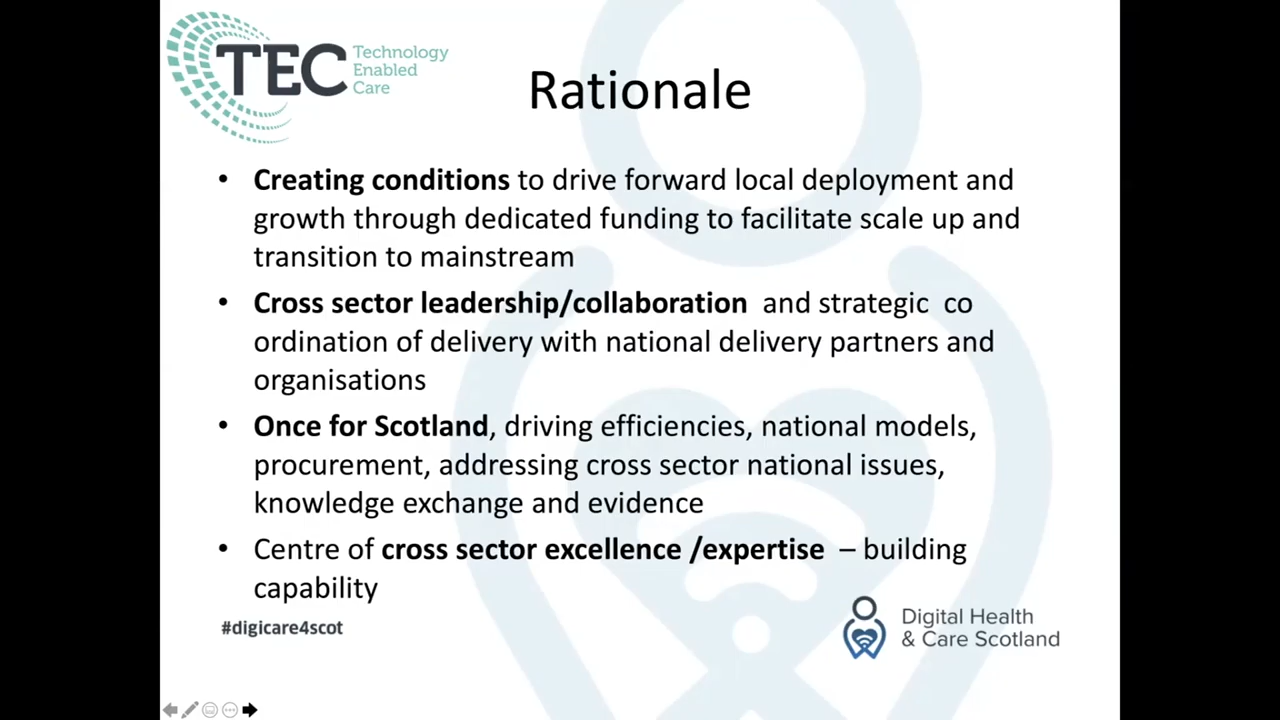 TEC Technology
Enabled
Care
Rationale
• Creating conditions to drive forward local deployment and
growth through dedicated funding to facilitate scale up and
transition to mainstream
• Cross sector leadership/collaboration and strategic co
ordination of delivery with national delivery partners and
organisations
• Once for Scotland, driving efficiencies, national models,
procurement, addressing cross sector national issues,
knowledge exchange and evidence
• Centre of cross sector excellence /expertise – building
capability
#digicare4scot
Digital Health
& Care Scotland